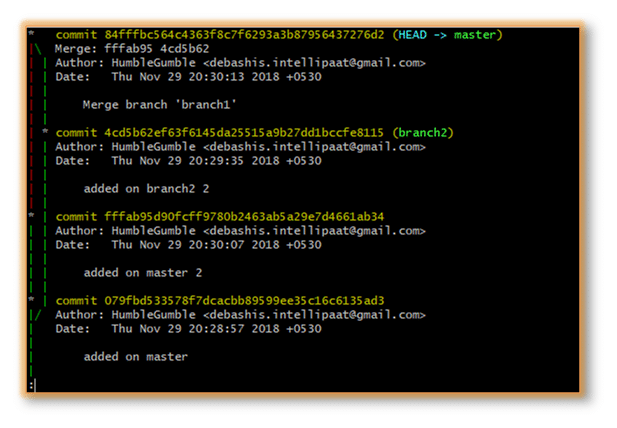 * commit 84fffbc564c4363f8c7f6293a3b87956437276d2 (HEAD -> master)
|\ Merge: fffab95 4cd5b62
| | Author: HumbleGumble <debashis.intellipaat@gmail.com>
| | Date: Thu Nov 29 20:30:13 2018 +0530
| |
| | Merge branch 'branch1'
| |
| * commit 4cd5b62ef63f6145da25515a9b27dd1bccfe8115 (branch2)
| | Author: HumbleGumble <debashis.intellipaat@gmail.com>
| | Date: Thu Nov 29 20:29:35 2018 +0530
| |
| | added on branch2 2
| |
* | commit fffab95d90fcff9780b2463ab5a29e7d4661ab34
| | Author: HumbleGumble <debashis.intellipaat@gmail.com>
| | Date: Thu Nov 29 20:30:07 2018 +0530
| |
| | added on master 2
| |
* | commit 079fbd533578f7dcacbb89599ee35c16c6135ad3
|/ Author: HumbleGumble <debashis.intellipaat@gmail.com>
| Date: Thu Nov 29 20:28:57 2018 +0530
|
| added on master
|
: